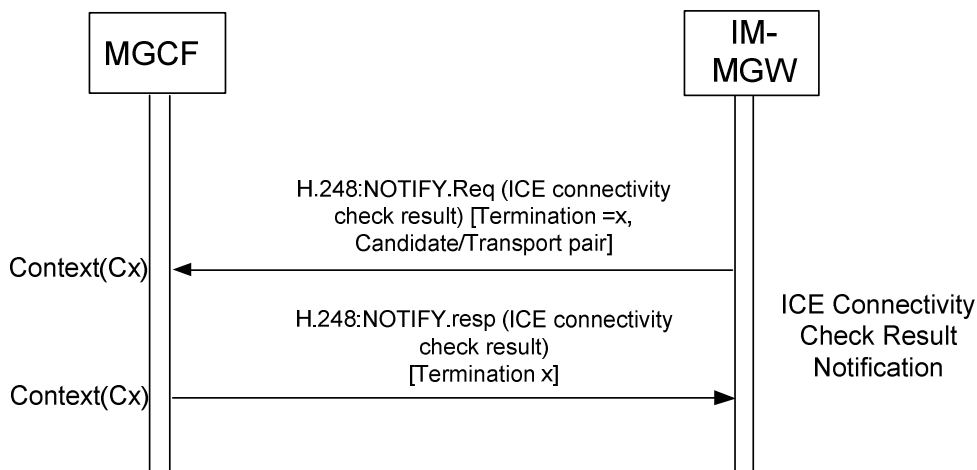 MGCF
IM-
MGW
H.248:NOTIFY.Req (ICE connectivity
check result) [Termination =x,
Candidate/Transport pair]
Context(Cx)
H.248:NOTIFY.resp (ICE connectivity
check result)
[Termination x]
Context(Cx)
ICE Connectivity
Check Result
Notification